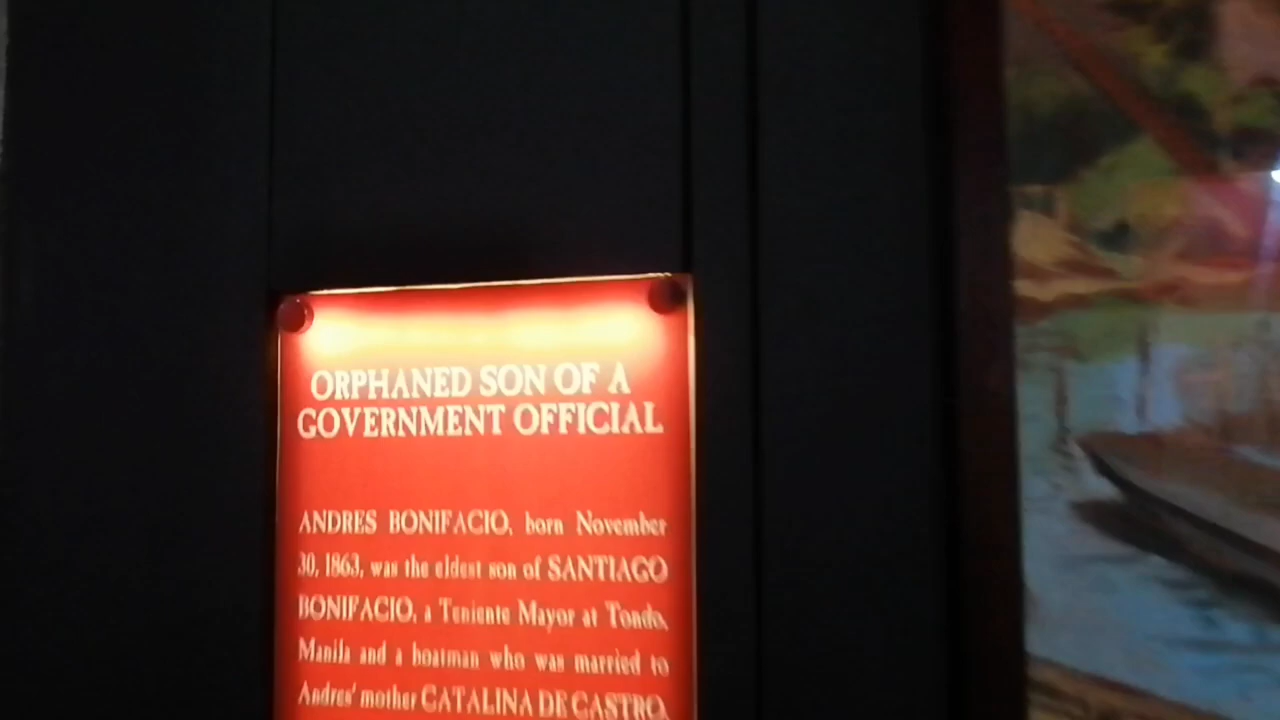 ORPHANED SON OF A
GOVERNMENT OFFICIAL
ANDRES BONIFACIO, born November
30, 1863, was the eldest son of SANTIAGO
BONIFACIO, a Teniente Mayor at Tondo,
Manila and a boatman who was married to
Andres' mother CATALINA DE CASTRO,